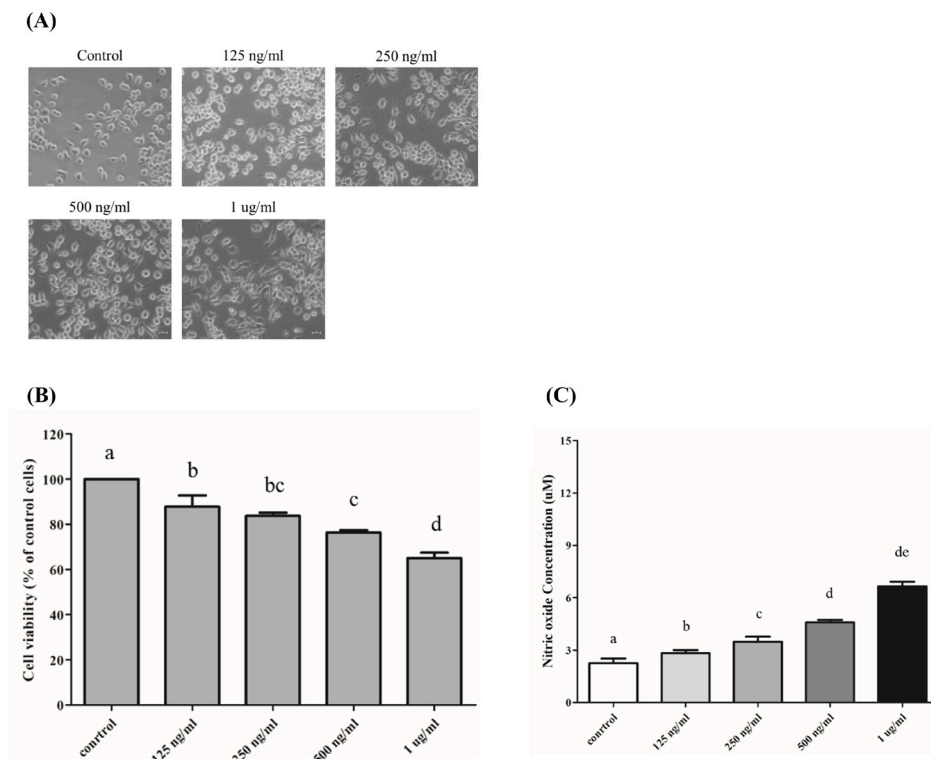 (A)
Control 125 ng/ml 250 ng/ml
500 ng/ml 1 ug/ml
(B)
Cell viability (% of control cells)
120
100
80
60
40
20
0
a b bc c d
conrtrol 125 ng/ml 250 ng/ml 500 ng/ml 1 ug/ml
(C)
Nitric oxide Concentration (uM)
15
12
9
6
3
0
a b c d de
conrtrol 125 ng/ml 250 ng/ml 500 ng/ml 1 ug/ml